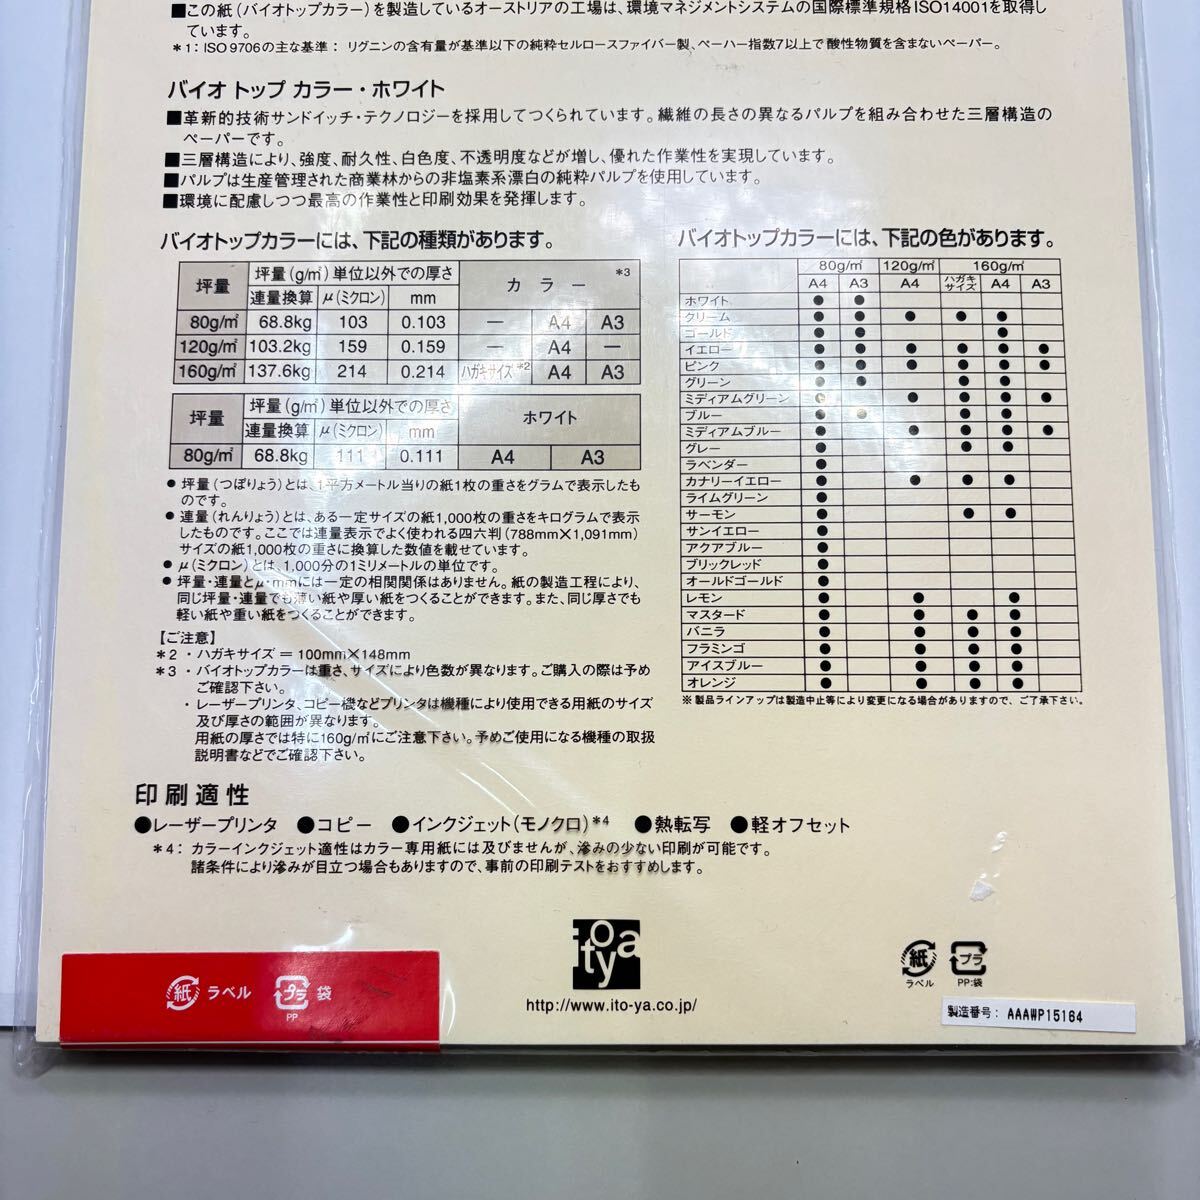 ■この紙（バイオトップカラー）を製造しているオーストリアの工場は、環境マネジメントシステムの国際標準規格ISO14001を取得し
ています。
＊1：ISO 9706の主な基準： リグニンの含有量が基準以下の純粋セルロースファイバー製、ペーハー指数7以上で酸性物質を含まないペーパー。
バイオ トップ カラー・ホワイト
■革新的技術サンドイッチ・テクノロジーを採用してつくられています。繊維の長さの異なるパルプを組み合わせた三層構造の
ペーパーです。
■三層構造により、強度、耐久性、白色度、不透明度などが増し、優れた作業性を実現しています。
■パルプは生産管理された商業林からの非塩素系漂白の純粋パルプを使用しています。
■環境に配慮しつつ最高の作業性と印刷効果を発揮します。
バイオトップカラーには、下記の種類があります。
坪量 坪量（g/㎡）単位以外での厚さ カラー ＊3
連量換算 μ（ミクロン） mm
80g/㎡ 68.8kg 103 0.103 — A4 A3
120g/㎡ 103.2kg 159 0.159 — A4 —
160g/㎡ 137.6kg 214 0.214 ハガキサイズ＊2 A4 A3
坪量 坪量（g/㎡）単位以外での厚さ ホワイト
連量換算 μ（ミクロン） mm
80g/㎡ 68.8kg 111 0.111 A4 A3
● 坪量（つぼりょう）とは、1平方メートル当りの紙1枚の重さをグラムで表示したも
のです。
● 連量（れんりょう）とは、ある一定サイズの紙1,000枚の重さをキログラムで表示
したものです。ここでは連量表示でよく使われる四六判（788mm×1,091mm）
サイズの紙1,000枚の重さに換算した数値を載せています。
● μ（ミクロン）とは、1,000分の1ミリメートルの単位です。
● 坪量・連量とμ・mmには一定の相関関係はありません。紙の製造工程により、
同じ坪量・連量でも薄い紙や厚い紙をつくることができます。また、同じ厚さでも
軽い紙や重い紙をつくることができます。
【ご注意】
＊2 ・ハガキサイズ ＝ 100mm×148mm
＊3 ・バイオトップカラーは重さ、サイズにより色数が異なります。ご購入の際は予め
ご確認下さい。
・レーザープリンタ、コピー機などプリンタは機種により使用できる用紙のサイズ
及び厚さの範囲が異なります。
用紙の厚さでは特に160g/㎡にご注意下さい。予めご使用になる機種の取扱
説明書などでご確認下さい。
バイオトップカラーには、下記の色があります。
80g/㎡ 120g/㎡ 160g/㎡
A4 A3 A4 ハガキサイズ A4 A3
ホワイト ● ●
クリーム ● ● ● ● ●
ゴールド ● ● ●
イエロー ● ● ● ● ● ●
ピンク ● ● ● ● ● ●
グリーン ● ● ● ●
ミディアムグリーン ● ● ● ● ●
ブルー ● ● ● ●
ミディアムブルー ● ● ● ● ●
グレー ● ● ●
ラベンダー ●
カナリーイエロー ● ● ● ●
ライムグリーン ●
サーモン ● ● ●
サンイエロー ●
アクアブルー ●
ブリックレッド ●
オールドゴールド ●
レモン ● ● ●
マスタード ● ● ● ●
バニラ ● ● ● ●
フラミンゴ ● ● ● ●
アイスブルー ● ● ● ●
オレンジ ● ● ● ●
※製品ラインアップは製造中止等により変更になる場合がありますので、ご了承下さい。
印刷適性
●レーザープリンタ ●コピー ●インクジェット（モノクロ）＊4 ●熱転写 ●軽オフセット
＊4： カラーインクジェット適性はカラー専用紙には及びませんが、滲みの少ない印刷が可能です。
諸条件により滲みが目立つ場合もありますので、事前の印刷テストをおすすめします。
itoya
http://www.ito-ya.co.jp/
紙 ラベル プラ 袋
PP
紙 プラ
ラベル PP:袋
製造番号： AAAWP15164